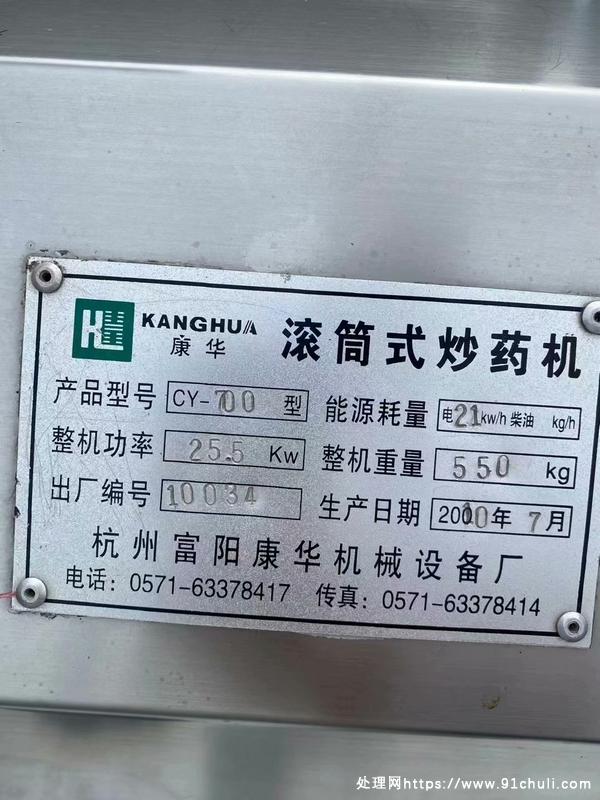 KANGHUA
康华
滚筒式炒药机
产品型号 CY-700 型 能源耗量 电21kw/h 柴油 kg/h
整机功率 25.5 Kw 整机重量 550 kg
出厂编号 10034 生产日期 2010年 7月
杭州富阳康华机械设备厂
电话：0571-63378417 传真：0571-63378414
处理网https://www.91chuli.com/